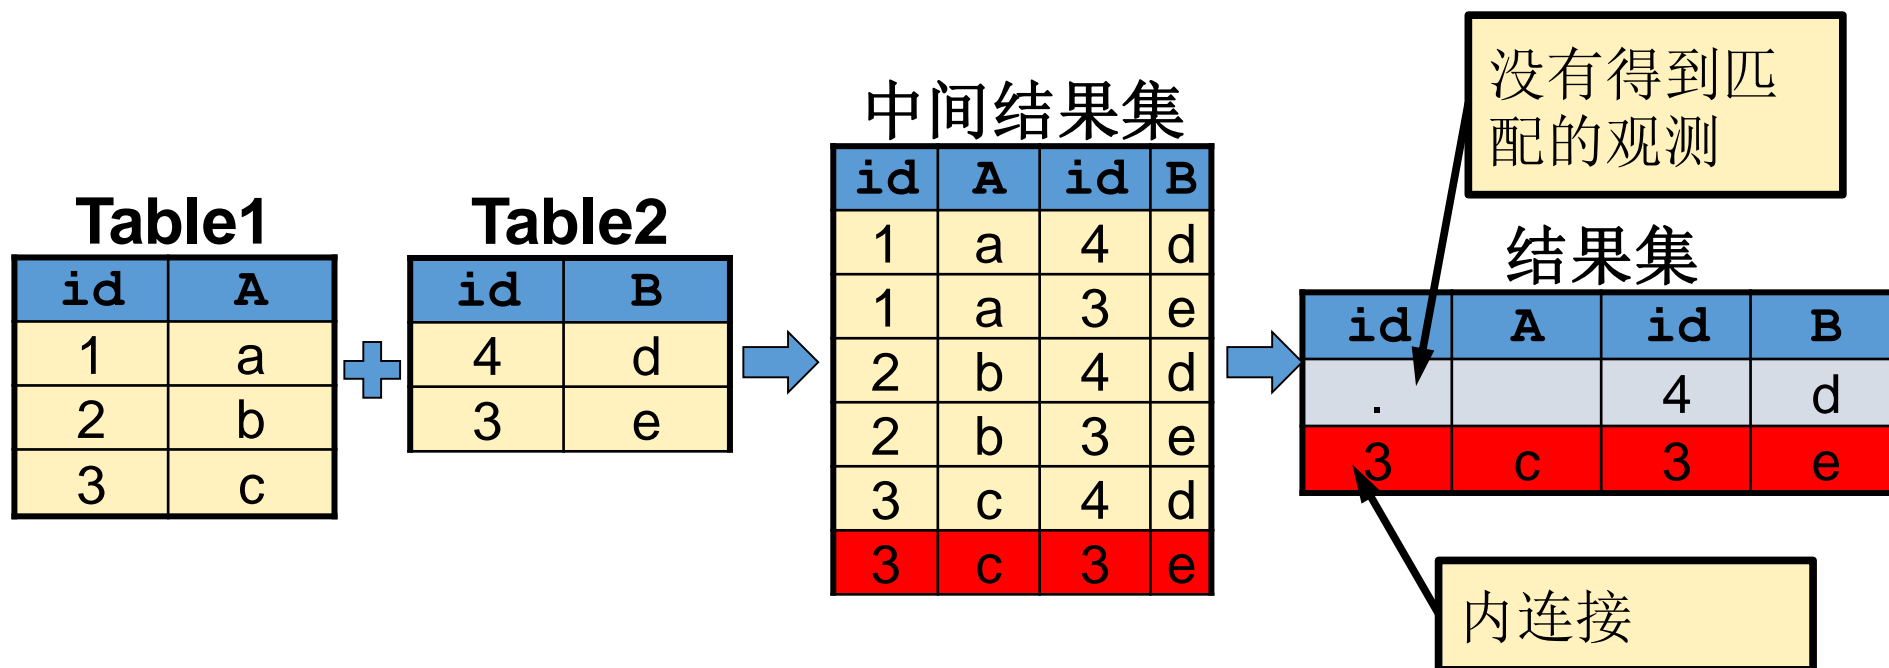 Table1
id A
1 a
2 b
3 c
Table2
id B
4 d
3 e
中间结果集
id A id B
1 a 4 d
1 a 3 e
2 b 4 d
2 b 3 e
3 c 4 d
3 c 3 e
没有得到匹
配的观测
结果集
id A id B
. 4 d
3 c 3 e
内连接